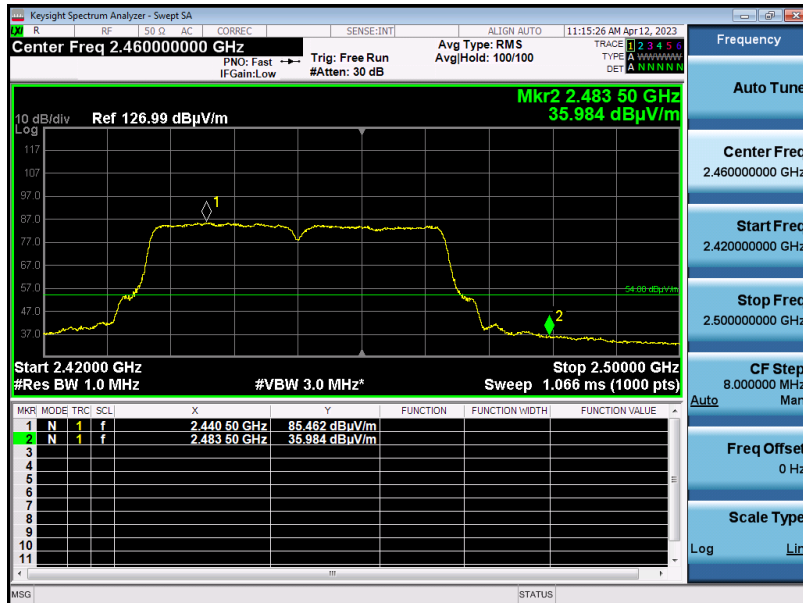 Keysight Spectrum Analyzer - Swept SA
LXI R RF 50 Ω AC CORREC SENSE:INT ALIGN AUTO 11:15:26 AM Apr 12, 2023
Center Freq 2.460000000 GHz
PNO: Fast
IFGain:Low
Trig: Free Run
#Atten: 30 dB
Avg Type: RMS
Avg|Hold: 100/100
TRACE 1 2 3 4 5 6
TYPE A WWWWW
DET A N N N N N
Mkr2 2.483 50 GHz
35.984 dBµV/m
10 dB/div Ref 126.99 dBµV/m
Log
117
107
97.0
87.0
77.0
67.0
57.0
47.0
37.0
1
2
54.00 dBµV/m
Start 2.42000 GHz Stop 2.50000 GHz
#Res BW 1.0 MHz #VBW 3.0 MHz* Sweep 1.066 ms (1000 pts)
MKR MODE TRC SCL X Y FUNCTION FUNCTION WIDTH FUNCTION VALUE
1 N 1 f 2.440 50 GHz 85.462 dBµV/m
2 N 1 f 2.483 50 GHz 35.984 dBµV/m
3
4
5
6
7
8
9
10
11
MSG STATUS
Frequency
Auto Tune
Center Freq
2.460000000 GHz
Start Freq
2.420000000 GHz
Stop Freq
2.500000000 GHz
CF Step
8.000000 MHz
Auto Man
Freq Offset
0 Hz
Scale Type
Log Lin